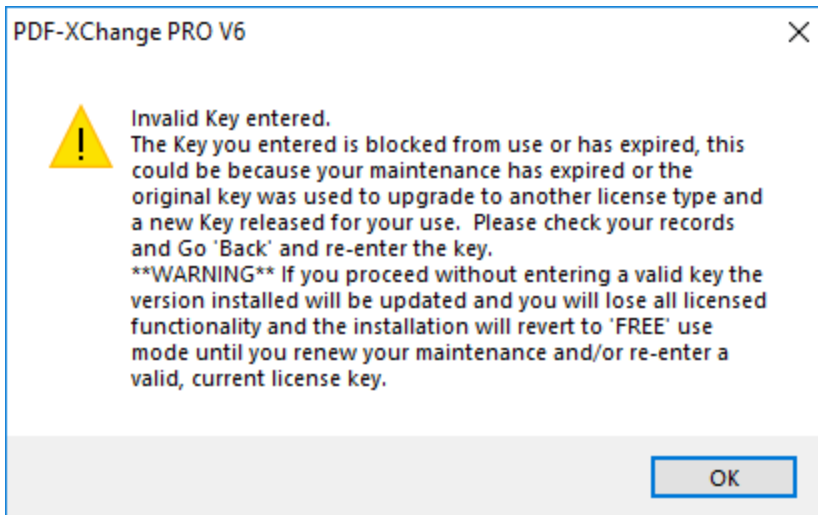 PDF-XChange PRO V6
Invalid Key entered.
The Key you entered is blocked from use or has expired, this
could be because your maintenance has expired or the
original key was used to upgrade to another license type and
a new Key released for your use.  Please check your records
and Go 'Back' and re-enter the key.
**WARNING** If you proceed without entering a valid key the
version installed will be updated and you will lose all licensed
functionality and the installation will revert to 'FREE' use
mode until you renew your maintenance and/or re-enter a
valid, current license key.
OK